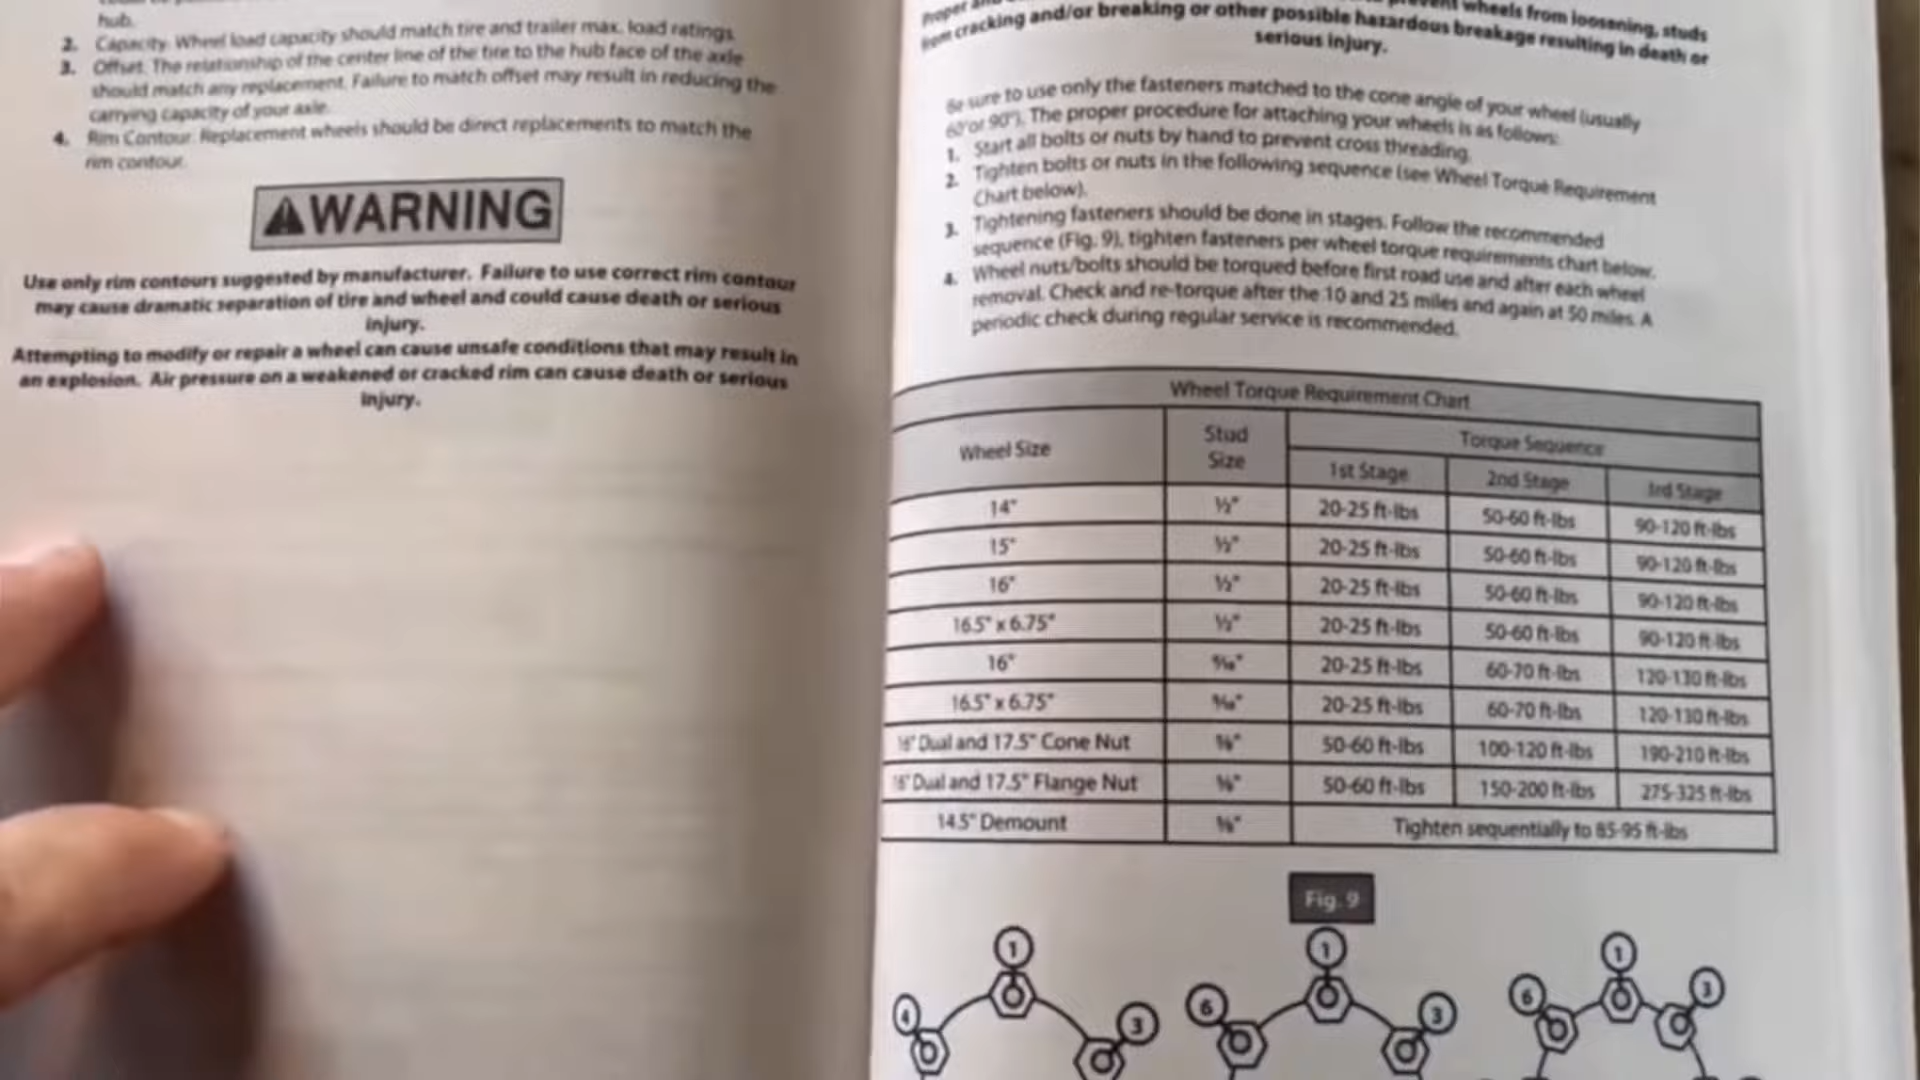 hub.
2. Capacity. Wheel load capacity should match tire and trailer max. load ratings.
3. Offset. The relationship of the center line of the tire to the hub face of the axle
should match any replacement. Failure to match offset may result in reducing the
carrying capacity of your axle.
4. Rim Contour. Replacement wheels should be direct replacements to match the
rim contour.
WARNING
Use only rim contours suggested by manufacturer. Failure to use correct rim contour
may cause dramatic separation of tire and wheel and could cause death or serious
injury.
Attempting to modify or repair a wheel can cause unsafe conditions that may result in
an explosion. Air pressure on a weakened or cracked rim can cause death or serious
injury.
Proper and prevent wheels from loosening, studs
from cracking and/or breaking or other possible hazardous breakage resulting in death or
serious injury.
Be sure to use only the fasteners matched to the cone angle of your wheel (usually
60° or 90°). The proper procedure for attaching your wheels is as follows:
1. Start all bolts or nuts by hand to prevent cross threading.
2. Tighten bolts or nuts in the following sequence (see Wheel Torque Requirement
Chart below).
3. Tightening fasteners should be done in stages. Follow the recommended
sequence (Fig. 9), tighten fasteners per wheel torque requirements chart below.
4. Wheel nuts/bolts should be torqued before first road use and after each wheel
removal. Check and re-torque after the 10 and 25 miles and again at 50 miles. A
periodic check during regular service is recommended.
Wheel Torque Requirement Chart
Wheel Size Stud Size Torque Sequence
1st Stage 2nd Stage 3rd Stage
14" ½" 20-25 ft-lbs 50-60 ft-lbs 90-120 ft-lbs
15" ½" 20-25 ft-lbs 50-60 ft-lbs 90-120 ft-lbs
16" ½" 20-25 ft-lbs 50-60 ft-lbs 90-120 ft-lbs
16.5" x 6.75" ½" 20-25 ft-lbs 50-60 ft-lbs 90-120 ft-lbs
16" 9/16" 20-25 ft-lbs 60-70 ft-lbs 120-130 ft-lbs
16.5" x 6.75" 9/16" 20-25 ft-lbs 60-70 ft-lbs 120-130 ft-lbs
16" Dual and 17.5" Cone Nut ⅝" 50-60 ft-lbs 100-120 ft-lbs 190-210 ft-lbs
16" Dual and 17.5" Flange Nut ⅝" 50-60 ft-lbs 150-200 ft-lbs 275-325 ft-lbs
14.5" Demount ⅝" Tighten sequentially to 85-95 ft-lbs
Fig. 9
1 1 1
4 3 6 3 6 3